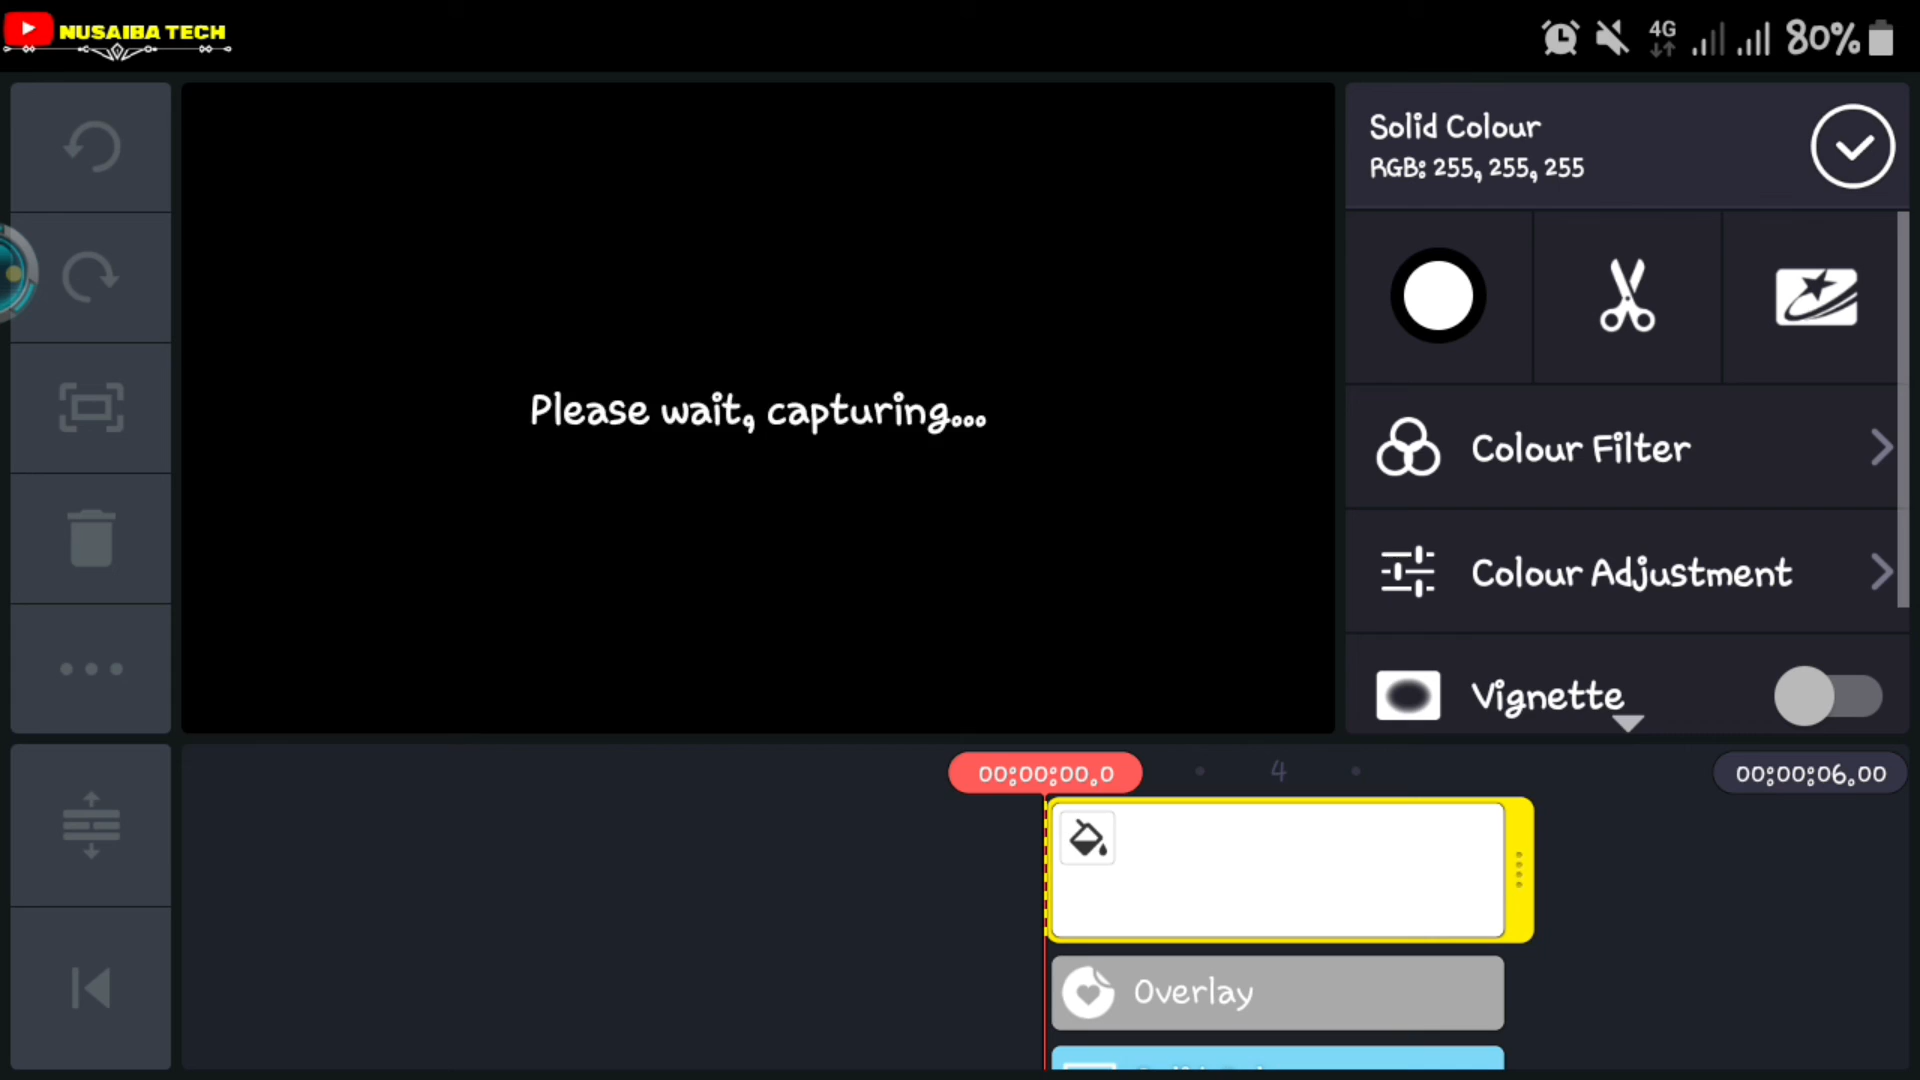 NUSAIBA TECH
4G
80%
Solid Colour
RGB: 255, 255, 255
Please wait, capturing...
Colour Filter
Colour Adjustment
Vignette
00:00:00.0
4
00:00:06.00
Overlay